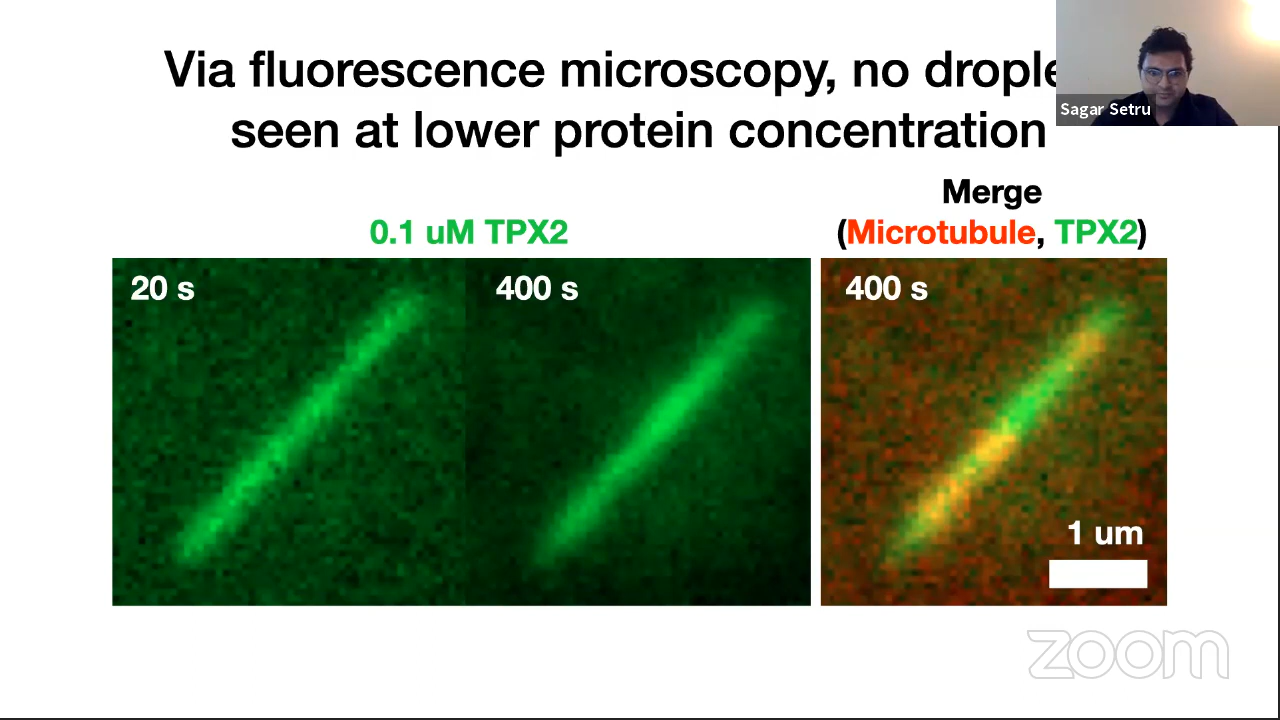 Via fluorescence microscopy, no
seen at lower protein concentration
Sagar Setru
Merge
0.1 uM TPX2
(Microtubule, TPX2)
20 s
400 s
400 s
1 um
zoom